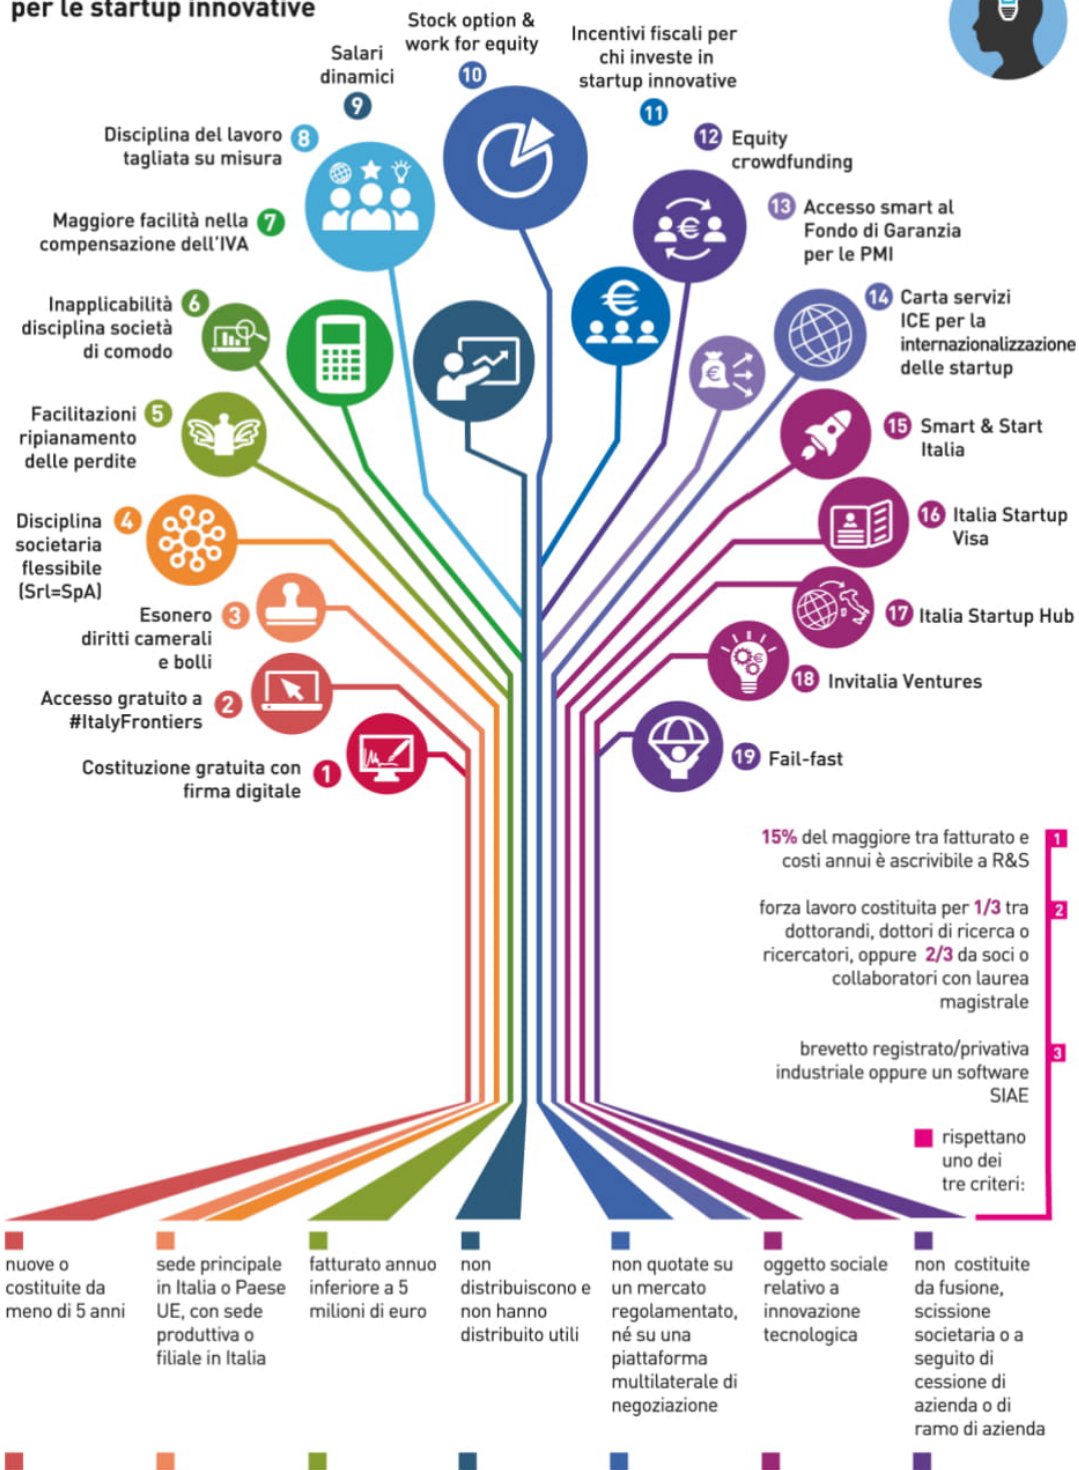 per le startup innovative
1
Costituzione gratuita con
firma digitale
2
Accesso gratuito a
#ItalyFrontiers
3
Esonero
diritti camerali
e bolli
4
Disciplina
societaria
flessibile
(Srl=SpA)
5
Facilitazioni
ripianamento
delle perdite
6
Inapplicabilità
disciplina società
di comodo
7
Maggiore facilità nella
compensazione dell'IVA
8
Disciplina del lavoro
tagliata su misura
Salari
dinamici
9
Stock option &
work for equity
10
Incentivi fiscali per
chi investe in
startup innovative
11
12 Equity
crowdfunding
13 Accesso smart al
Fondo di Garanzia
per le PMI
14 Carta servizi
ICE per la
internazionalizzazione
delle startup
15 Smart & Start
Italia
16 Italia Startup
Visa
17 Italia Startup Hub
18 Invitalia Ventures
19 Fail-fast
€
€
€
€
15% del maggiore tra fatturato e 1
costi annui è ascrivibile a R&S
forza lavoro costituita per 1/3 tra 2
dottorandi, dottori di ricerca o
ricercatori, oppure 2/3 da soci o
collaboratori con laurea
magistrale
brevetto registrato/privativa 3
industriale oppure un software
SIAE
rispettano
uno dei
tre criteri:
nuove o
costituite da
meno di 5 anni
sede principale
in Italia o Paese
UE, con sede
produttiva o
filiale in Italia
fatturato annuo
inferiore a 5
milioni di euro
non
distribuiscono e
non hanno
distribuito utili
non quotate su
un mercato
regolamentato,
né su una
piattaforma
multilaterale di
negoziazione
oggetto sociale
relativo a
innovazione
tecnologica
non costituite
da fusione,
scissione
societaria o a
seguito di
cessione di
azienda o di
ramo di azienda